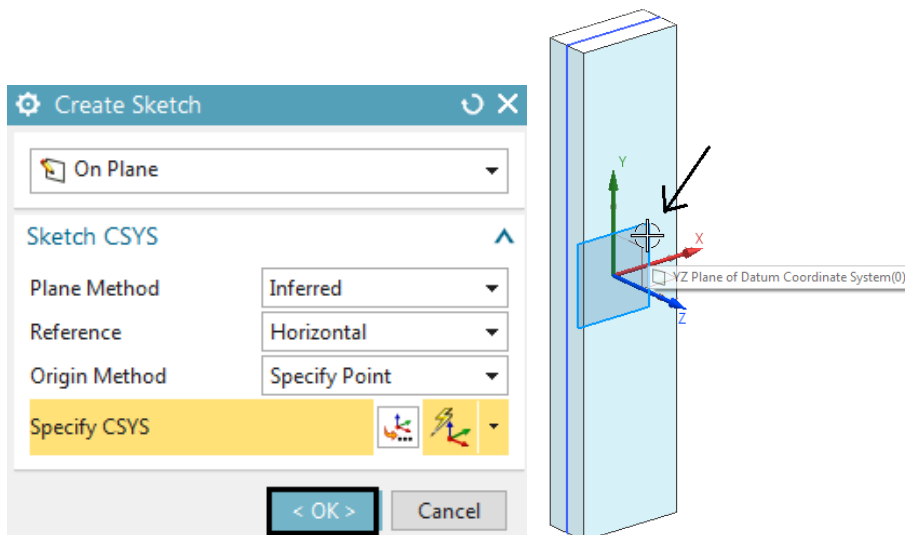 Create Sketch
On Plane
Sketch CSYS
Plane Method Inferred
Reference Horizontal
Origin Method Specify Point
Specify CSYS
< OK > Cancel
Y
X
YZ Plane of Datum Coordinate System(0)
Z